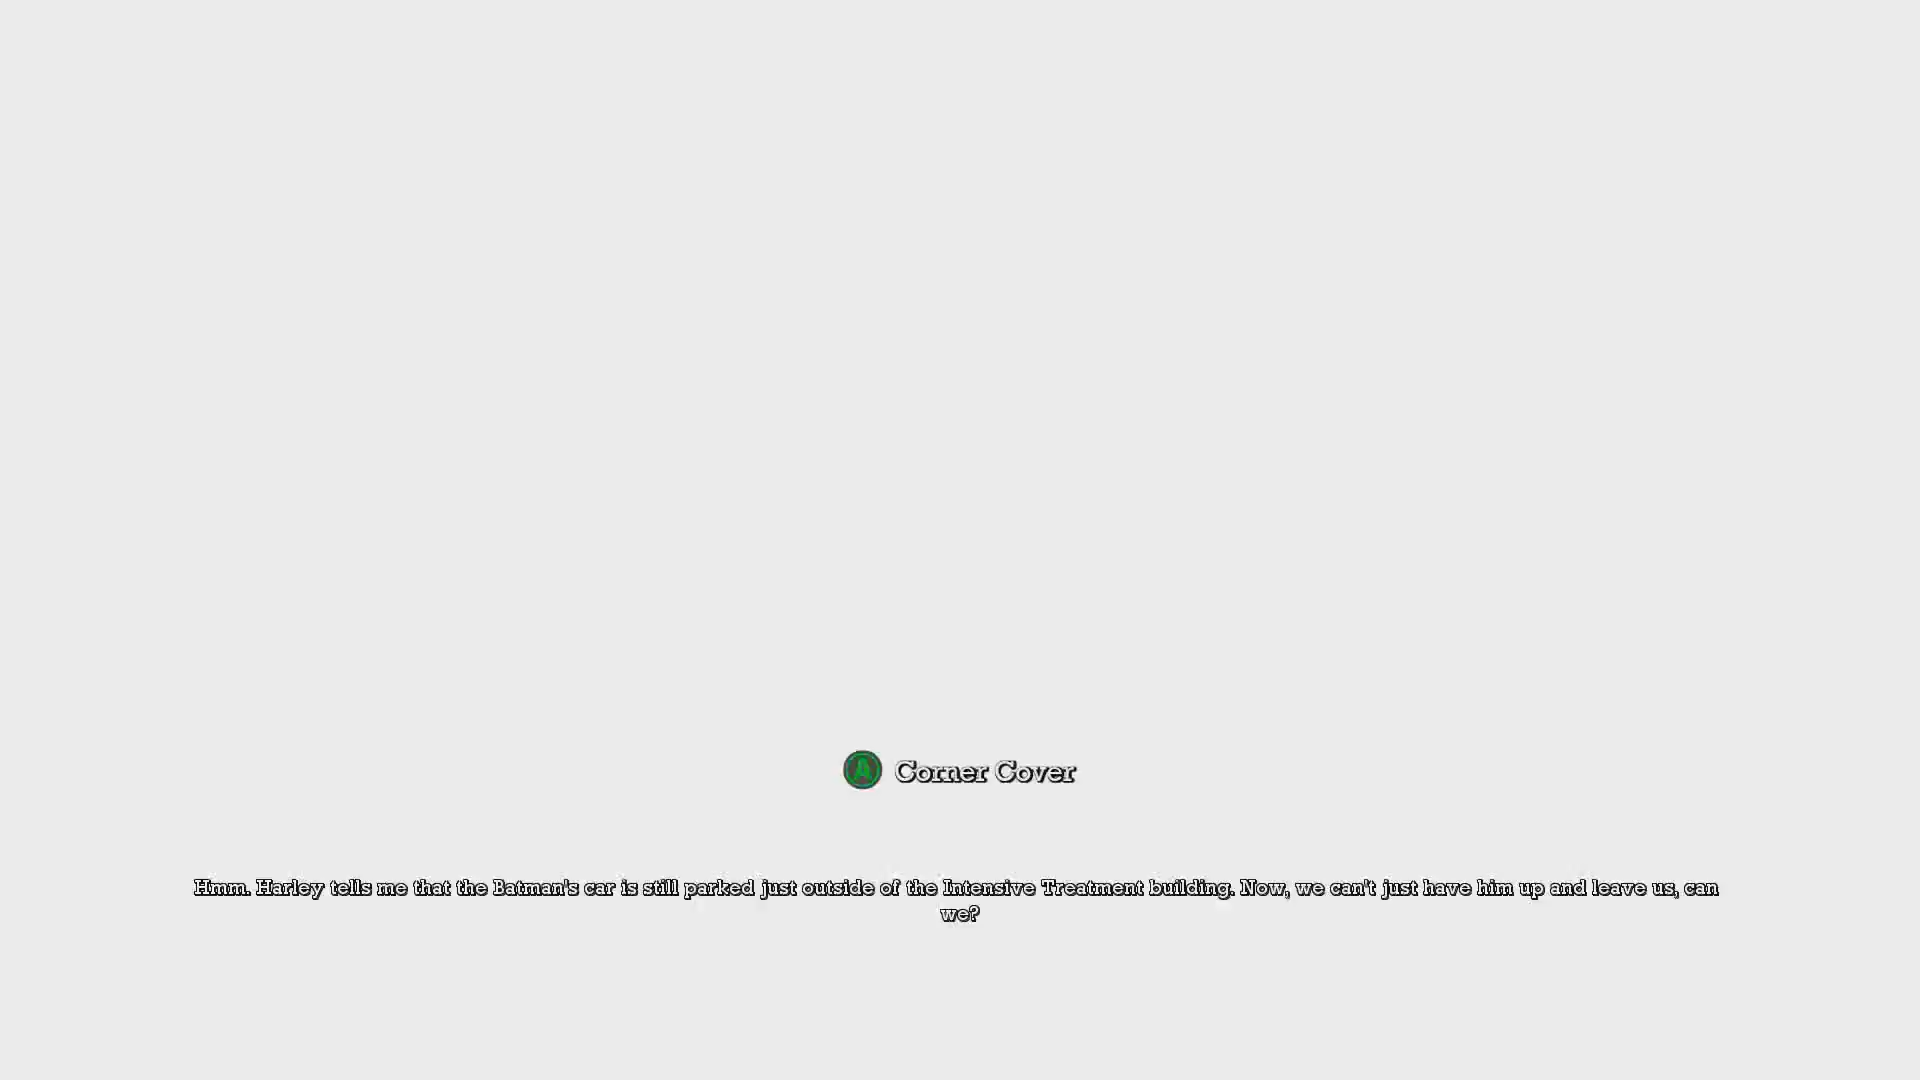 A Corner Cover
Hmm. Harley tells me that the Batman's car is still parked just outside of the Intensive Treatment building. Now, we can't just have him up and leave us, can
we?